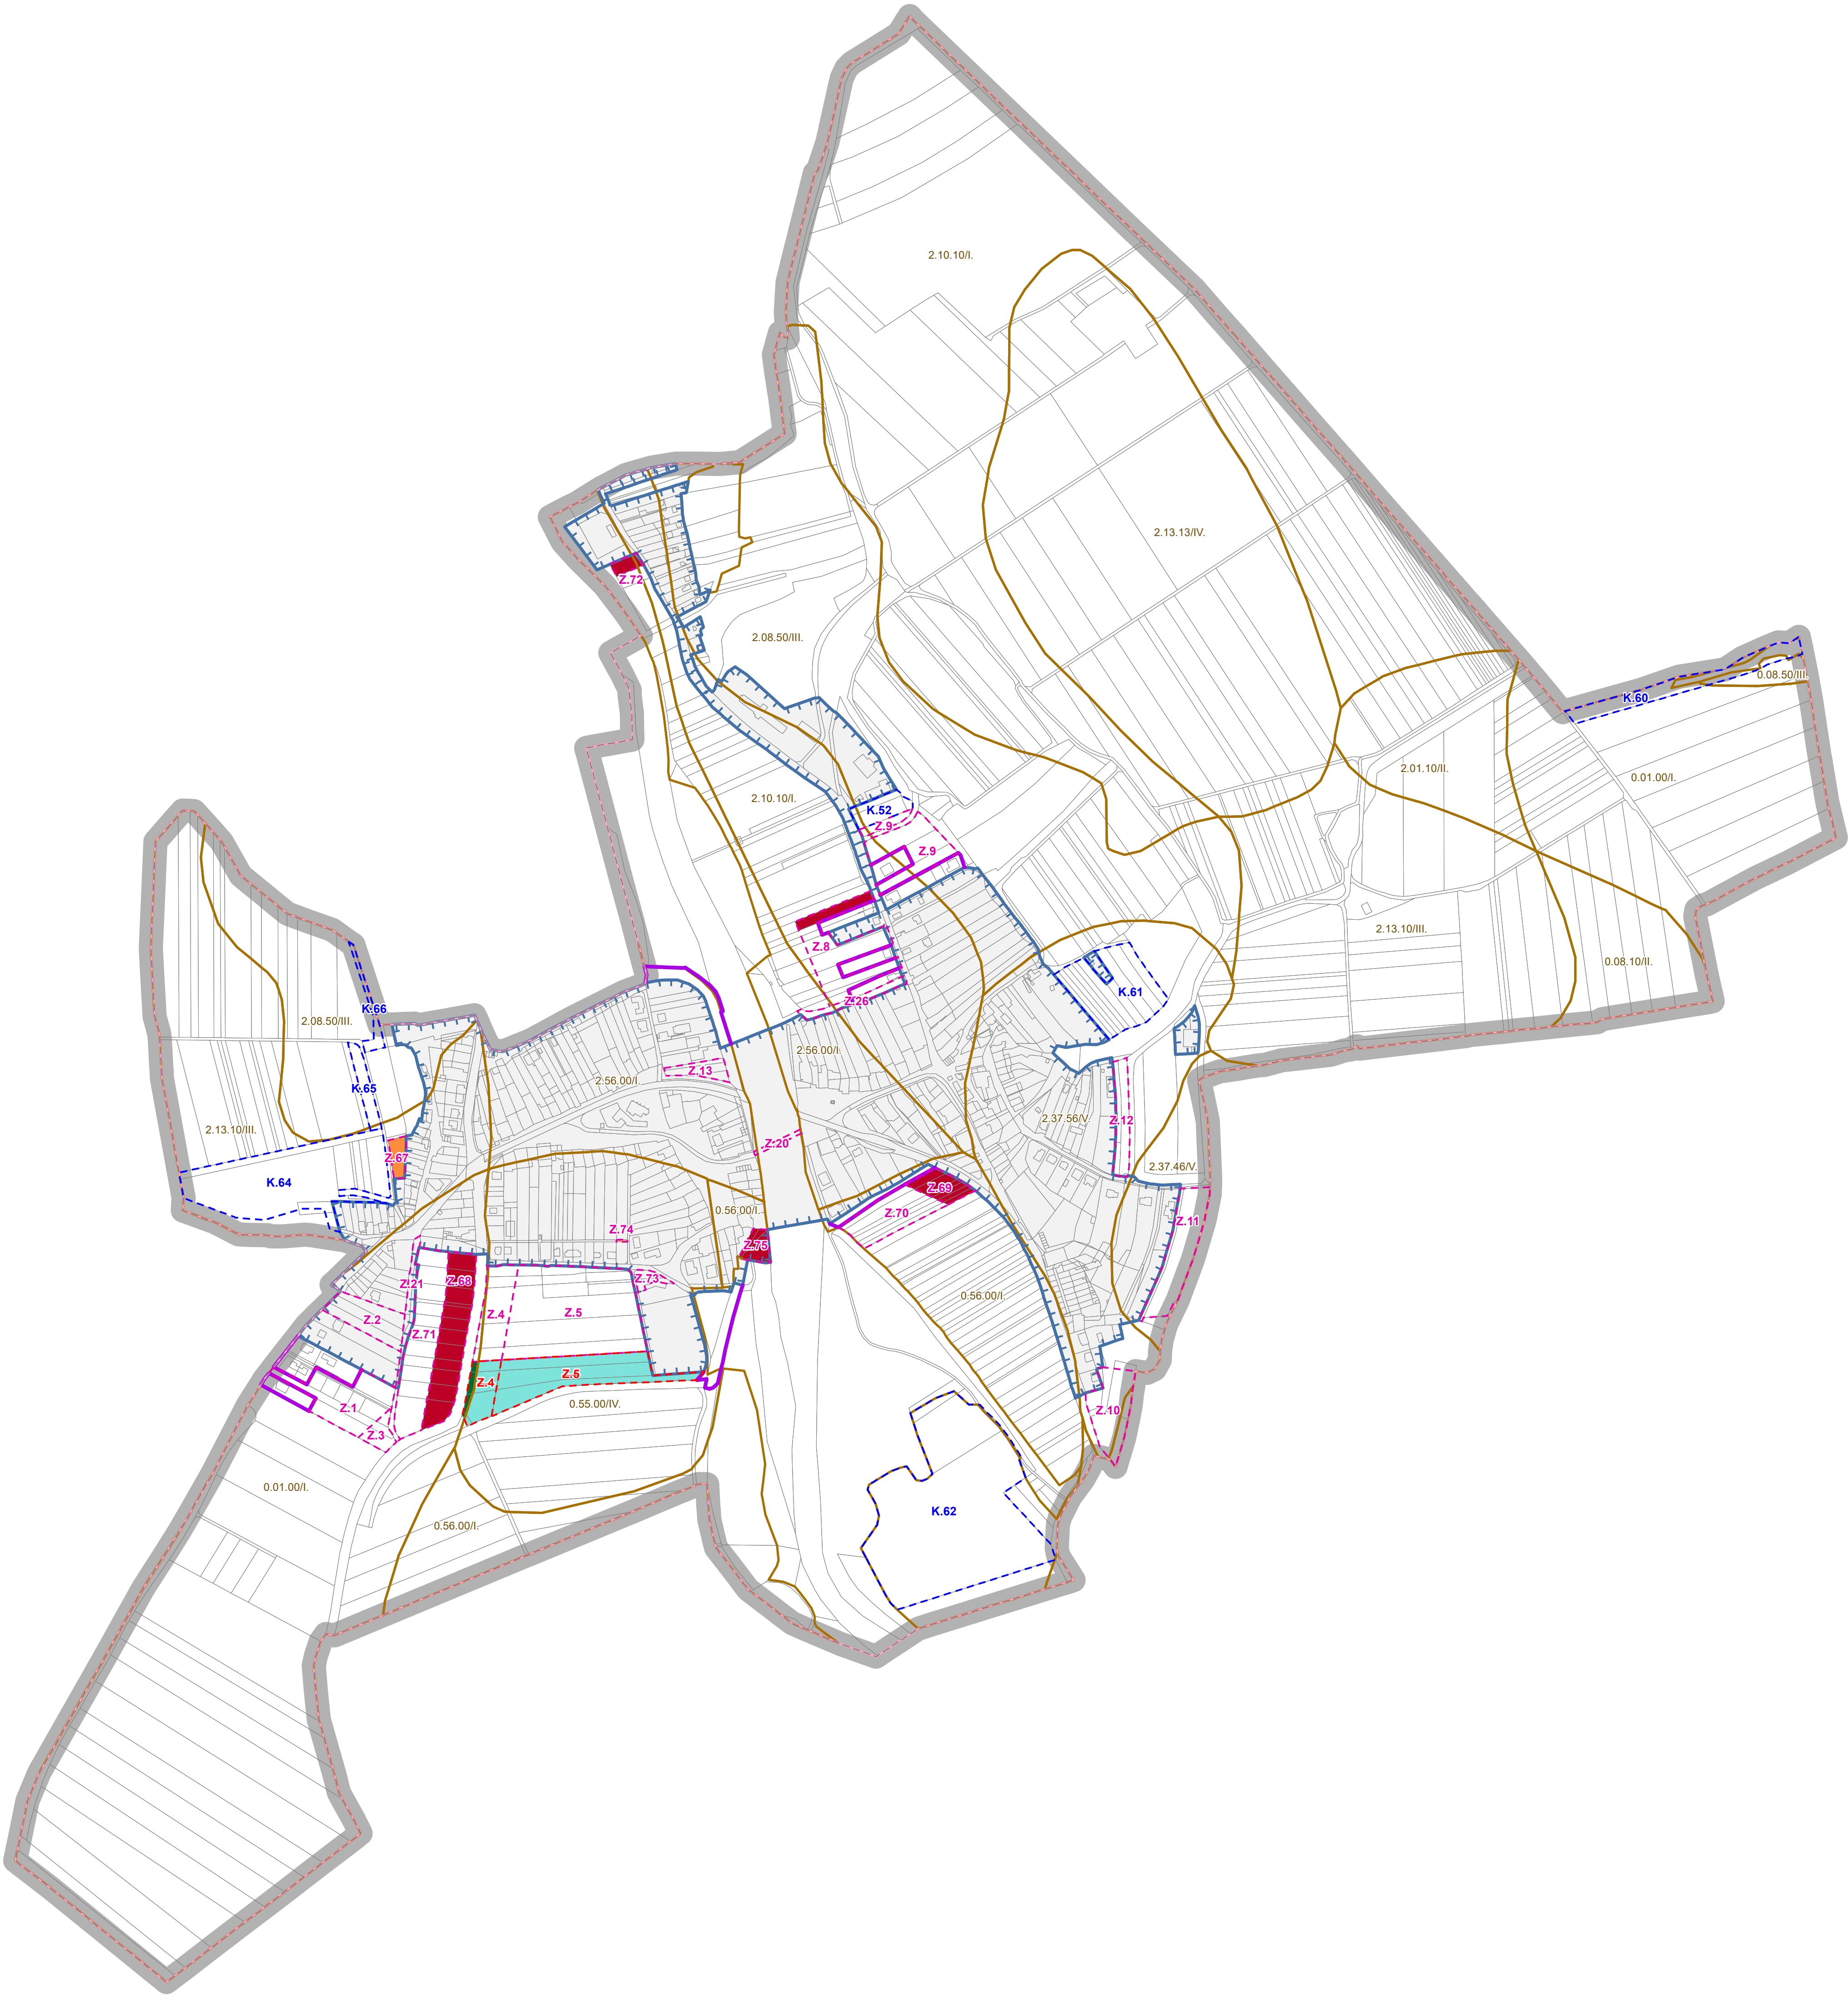 2.10.10/I.
2.13.13/IV.
Z.72
2.08.50/III.
0.08.50/III.
K.60
2.01.10/II.
0.01.00/I.
2.10.10/I.
K.52
Z.9
Z.9
2.13.10/III.
Z.8
0.08.10/II.
K.61
Z.26
K.66
2.08.50/III.
2.56.00/I.
Z.13
2.56.00/I.
K.65
2.37.56/V.
Z.12
2.13.10/III.
Z.20
Z.67
2.37.46/V.
K.64
Z.69
0.56.00/I.
Z.70
Z.11
Z.74
Z.75
Z.21
Z.68
Z.73
0.56.00/I.
Z.4
Z.5
Z.2
Z.71
Z.4
Z.5
0.55.00/IV.
Z.1
Z.10
Z.3
0.01.00/I.
K.62
0.56.00/I.